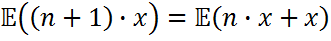 𝔼((n + 1) · x) = 𝔼(n · x + x)